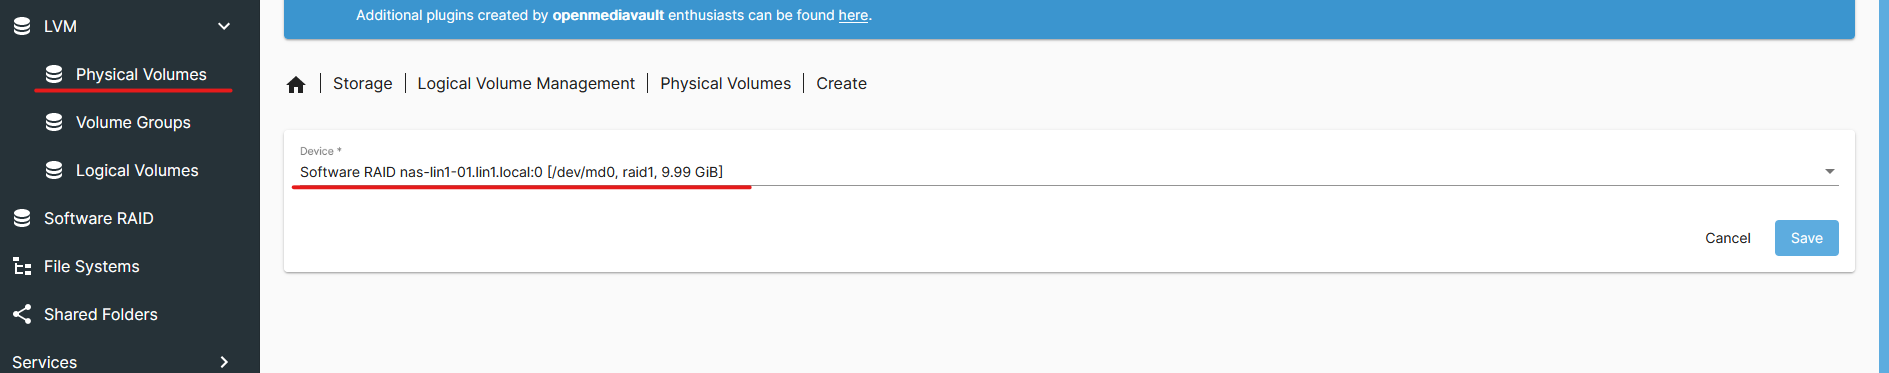 Additional plugins created by openmediavault enthusiasts can be found here.
LVM
Physical Volumes
Volume Groups
Logical Volumes
Software RAID
File Systems
Shared Folders
Services
Storage | Logical Volume Management | Physical Volumes | Create
Device *
Software RAID nas-lin1-01.lin1.local:0 [/dev/md0, raid1, 9.99 GiB]
Cancel Save